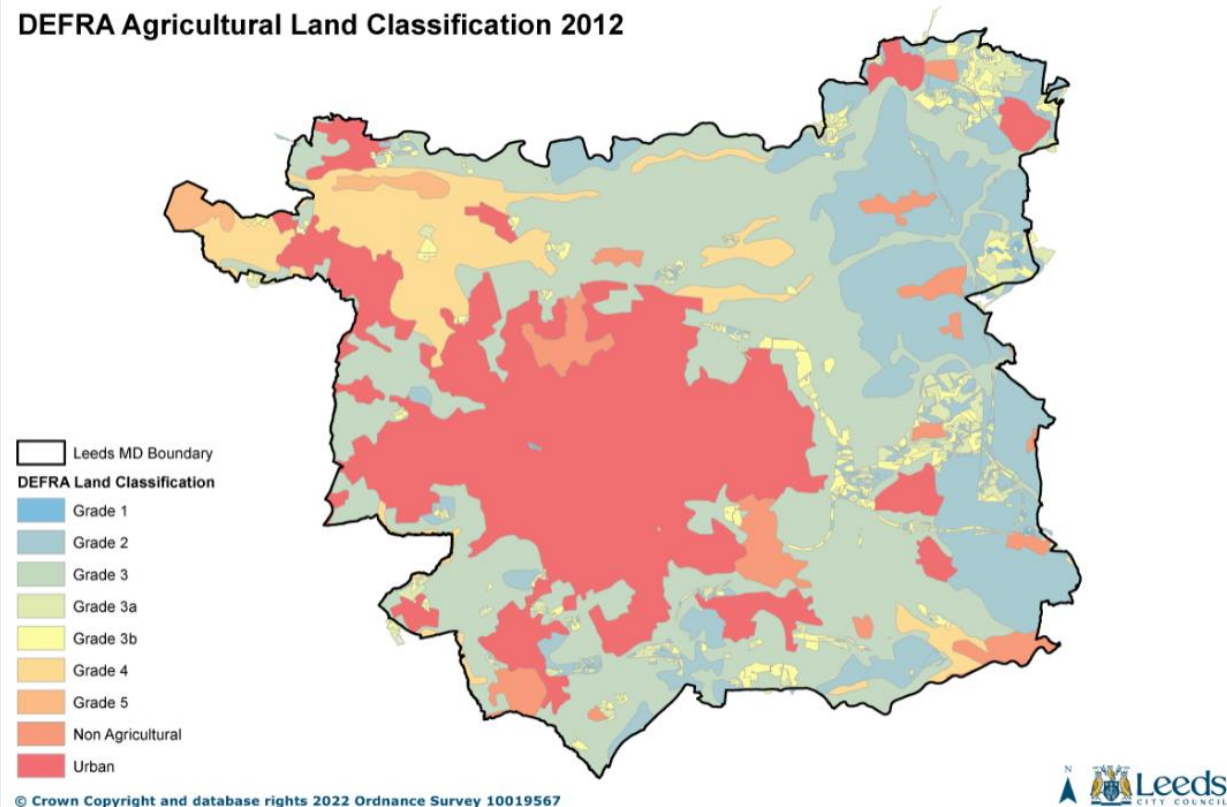 DEFRA Agricultural Land Classification 2012
Leeds MD Boundary
DEFRA Land Classification
Grade 1
Grade 2
Grade 3
Grade 3a
Grade 3b
Grade 4
Grade 5
Non Agricultural
Urban
© Crown Copyright and database rights 2022 Ordnance Survey 10019567
N
Leeds
CITY COUNCIL